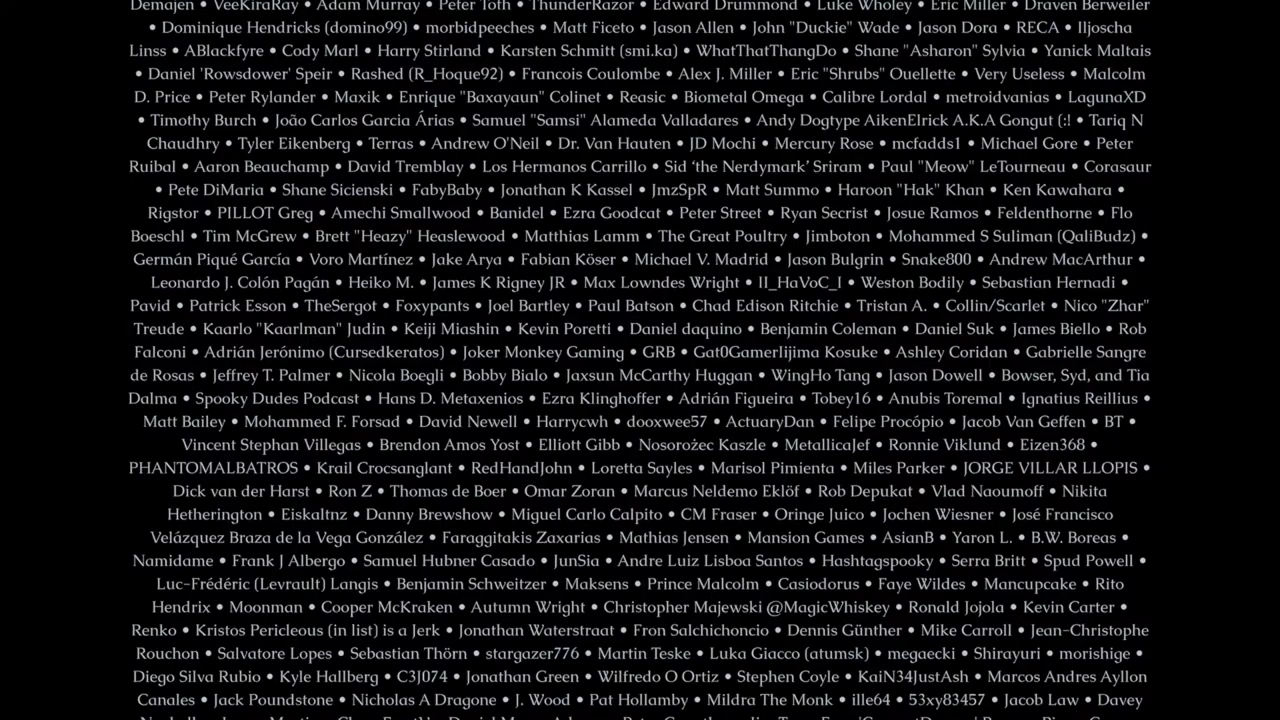 Demajen • VeeKiraRay • Adam Murray • Peter Toth • ThunderRazor • Edward Drummond • Luke Wholey • Eric Miller • Draven Berweiler
• Dominique Hendricks (domino99) • morbidpeeches • Matt Ficeto • Jason Allen • John "Duckie" Wade • Jason Dora • RECA • Iljoscha
Linss • ABlackfyre • Cody Marl • Harry Stirland • Karsten Schmitt (smi.ka) • WhatThatThangDo • Shane "Asharon" Sylvia • Yanick Maltais
• Daniel 'Rowsdower' Speir • Rashed (R_Hoque92) • Francois Coulombe • Alex J. Miller • Eric "Shrubs" Ouellette • Very Useless • Malcolm
D. Price • Peter Rylander • Maxik • Enrique "Baxayaun" Colinet • Reasic • Biometal Omega • Calibre Lordal • metroidvanias • LagunaXD
• Timothy Burch • João Carlos Garcia Árias • Samuel "Samsi" Alameda Valladares • Andy Dogtype AikenElrick A.K.A Gongut (:! • Tariq N
Chaudhry • Tyler Eikenberg • Terras • Andrew O'Neil • Dr. Van Hauten • JD Mochi • Mercury Rose • mcfadds1 • Michael Gore • Peter
Ruibal • Aaron Beauchamp • David Tremblay • Los Hermanos Carrillo • Sid ‘the Nerdymark’ Sriram • Paul "Meow" LeTourneau • Corasaur
• Pete DiMaria • Shane Sicienski • FabyBaby • Jonathan K Kassel • JmzSpR • Matt Summo • Haroon "Hak" Khan • Ken Kawahara •
Rigstor • PILLOT Greg • Amechi Smallwood • Banidel • Ezra Goodcat • Peter Street • Ryan Secrist • Josue Ramos • Feldenthorne • Flo
Boeschl • Tim McGrew • Brett "Heazy" Heaslewood • Matthias Lamm • The Great Poultry • Jimboton • Mohammed S Suliman (QaliBudz) •
Germán Piqué García • Voro Martínez • Jake Arya • Fabian Köser • Michael V. Madrid • Jason Bulgrin • Snake800 • Andrew MacArthur •
Leonardo J. Colón Pagán • Heiko M. • James K Rigney JR • Max Lowndes Wright • II_HaVoC_I • Weston Bodily • Sebastian Hernadi •
Pavid • Patrick Esson • TheSergot • Foxypants • Joel Bartley • Paul Batson • Chad Edison Ritchie • Tristan A. • Collin/Scarlet • Nico "Zhar"
Treude • Kaarlo "Kaarlman" Judin • Keiji Miashin • Kevin Poretti • Daniel daquino • Benjamin Coleman • Daniel Suk • James Biello • Rob
Falconi • Adrián Jerónimo (Cursedkeratos) • Joker Monkey Gaming • GRB • Gat0GamerIijima Kosuke • Ashley Coridan • Gabrielle Sangre
de Rosas • Jeffrey T. Palmer • Nicola Boegli • Bobby Bialo • Jaxsun McCarthy Huggan • WingHo Tang • Jason Dowell • Bowser, Syd, and Tia
Dalma • Spooky Dudes Podcast • Hans D. Metaxenios • Ezra Klinghoffer • Adrián Figueira • Tobey16 • Anubis Toremal • Ignatius Reillius •
Matt Bailey • Mohammed F. Forsad • David Newell • Harrycwh • dooxwee57 • ActuaryDan • Felipe Procópio • Jacob Van Geffen • BT •
Vincent Stephan Villegas • Brendon Amos Yost • Elliott Gibb • Nosorożec Kaszle • MetallicaJef • Ronnie Viklund • Eizen368 •
PHANTOMALBATROS • Krail Crocsanglant • RedHandJohn • Loretta Sayles • Marisol Pimienta • Miles Parker • JORGE VILLAR LLOPIS •
Dick van der Harst • Ron Z • Thomas de Boer • Omar Zoran • Marcus Neldemo Eklöf • Rob Depukat • Vlad Naoumoff • Nikita
Hetherington • Eiskaltnz • Danny Brewshow • Miguel Carlo Calpito • CM Fraser • Oringe Juico • Jochen Wiesner • José Francisco
Velázquez Braza de la Vega González • Faraggitakis Zaxarias • Mathias Jensen • Mansion Games • AsianB • Yaron L. • B.W. Boreas •
Namidame • Frank J Albergo • Samuel Hubner Casado • JunSia • Andre Luiz Lisboa Santos • Hashtagspooky • Serra Britt • Spud Powell •
Luc-Frédéric (Levrault) Langis • Benjamin Schweitzer • Maksens • Prince Malcolm • Casiodorus • Faye Wildes • Mancupcake • Rito
Hendrix • Moonman • Cooper McKraken • Autumn Wright • Christopher Majewski @MagicWhiskey • Ronald Jojola • Kevin Carter •
Renko • Kristos Pericleous (in list) is a Jerk • Jonathan Waterstraat • Fron Salchichoncio • Dennis Günther • Mike Carroll • Jean-Christophe
Rouchon • Salvatore Lopes • Sebastian Thörn • stargazer776 • Martin Teske • Luka Giacco (atumsk) • megaecki • Shirayuri • morishige •
Diego Silva Rubio • Kyle Hallberg • C3J074 • Jonathan Green • Wilfredo O Ortiz • Stephen Coyle • KaiN34JustAsh • Marcos Andres Ayllon
Canales • Jack Poundstone • Nicholas A Dragone • J. Wood • Pat Hollamby • Mildra The Monk • ille64 • 53xy83457 • Jacob Law • Davey